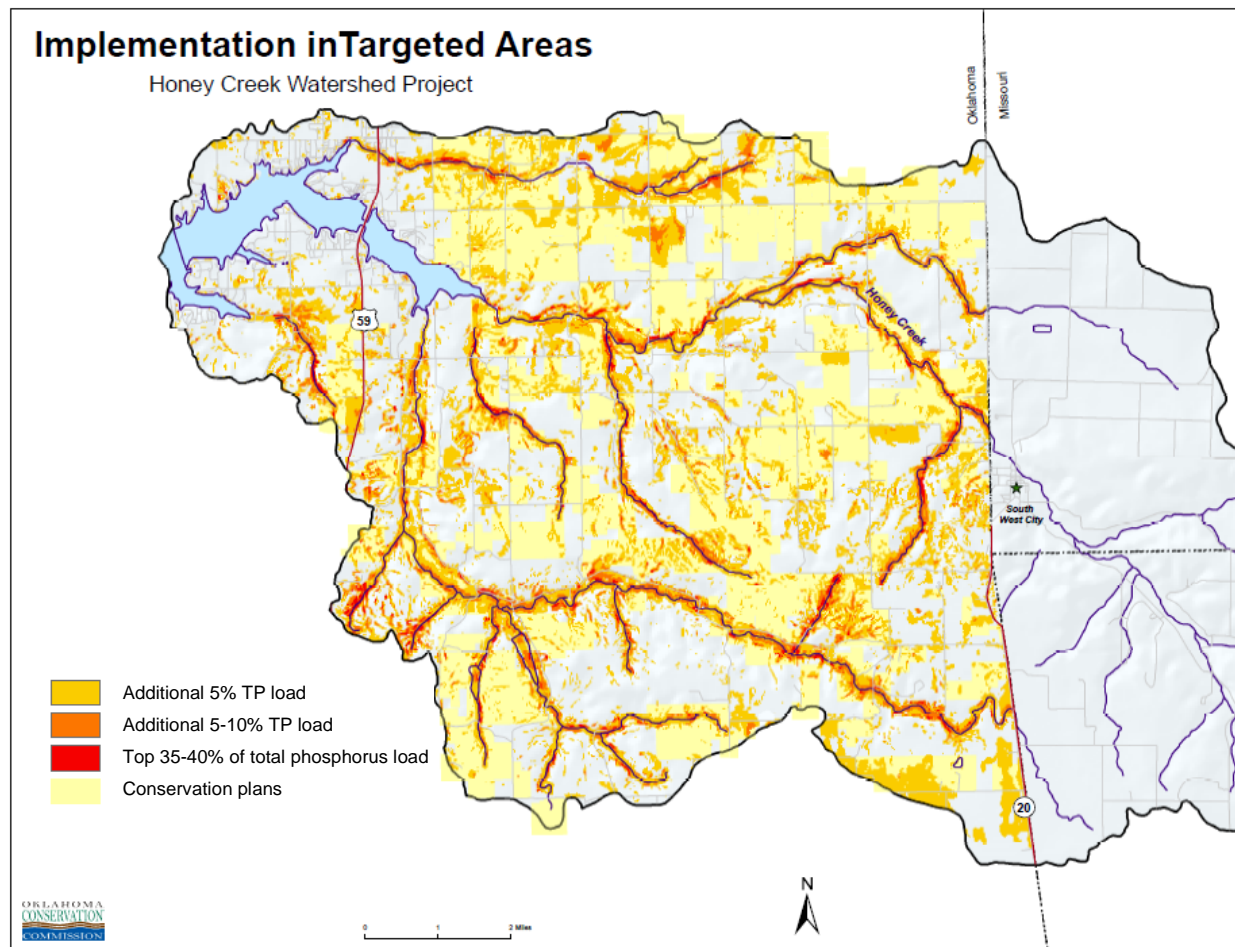 Implementation inTargeted Areas
Honey Creek Watershed Project
Oklahoma
Missouri
59
Honey Creek
South
West City
Additional 5% TP load
Additional 5-10% TP load
Top 35-40% of total phosphorus load
Conservation plans
20
N
OKLAHOMA
CONSERVATION
COMMISSION
0 1 2 Miles